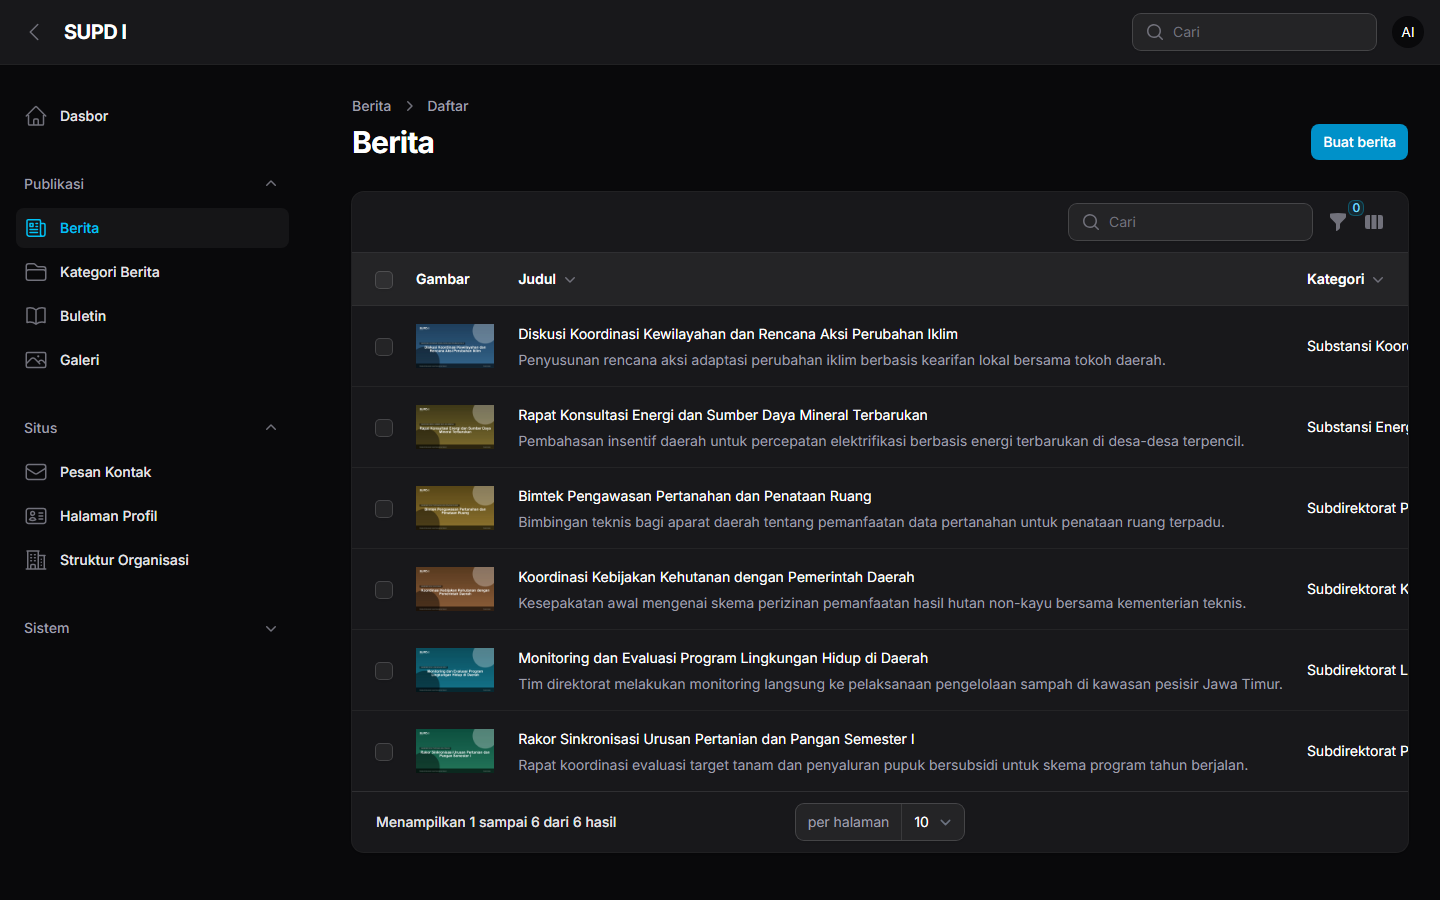 SUPD I
Cari
AI
Dasbor
Publikasi
Berita
Kategori Berita
Buletin
Galeri
Situs
Pesan Kontak
Halaman Profil
Struktur Organisasi
Sistem
Berita
Daftar
Berita
Buat berita
Cari
0
Gambar
Judul
Kategori
Diskusi Koordinasi Kewilayahan dan Rencana Aksi Perubahan Iklim
Penyusunan rencana aksi adaptasi perubahan iklim berbasis kearifan lokal bersama tokoh daerah.
Substansi Koor
Rapat Konsultasi Energi dan Sumber Daya Mineral Terbarukan
Pembahasan insentif daerah untuk percepatan elektrifikasi berbasis energi terbarukan di desa-desa terpencil.
Substansi Energ
Bimtek Pengawasan Pertanahan dan Penataan Ruang
Bimbingan teknis bagi aparat daerah tentang pemanfaatan data pertanahan untuk penataan ruang terpadu.
Subdirektorat P
Koordinasi Kebijakan Kehutanan dengan Pemerintah Daerah
Kesepakatan awal mengenai skema perizinan pemanfaatan hasil hutan non-kayu bersama kementerian teknis.
Subdirektorat K
Monitoring dan Evaluasi Program Lingkungan Hidup di Daerah
Tim direktorat melakukan monitoring langsung ke pelaksanaan pengelolaan sampah di kawasan pesisir Jawa Timur.
Subdirektorat L
Rakor Sinkronisasi Urusan Pertanian dan Pangan Semester I
Rapat koordinasi evaluasi target tanam dan penyaluran pupuk bersubsidi untuk skema program tahun berjalan.
Subdirektorat P
Menampilkan 1 sampai 6 dari 6 hasil
per halaman
10